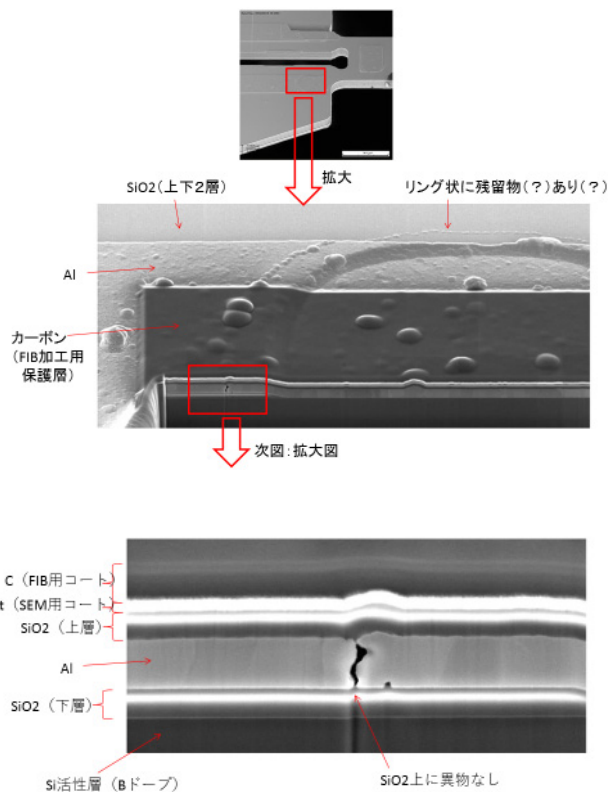 拡大
SiO2(上下2層)
リング状に残留物(?)あり(?)
Al
カーボン
(FIB加工用
保護層)
次図:拡大図
C (FIB用コート)
t (SEM用コート)
SiO2 (上層)
Al
SiO2 (下層)
Si活性層 (Bドープ)
SiO2上に異物なし